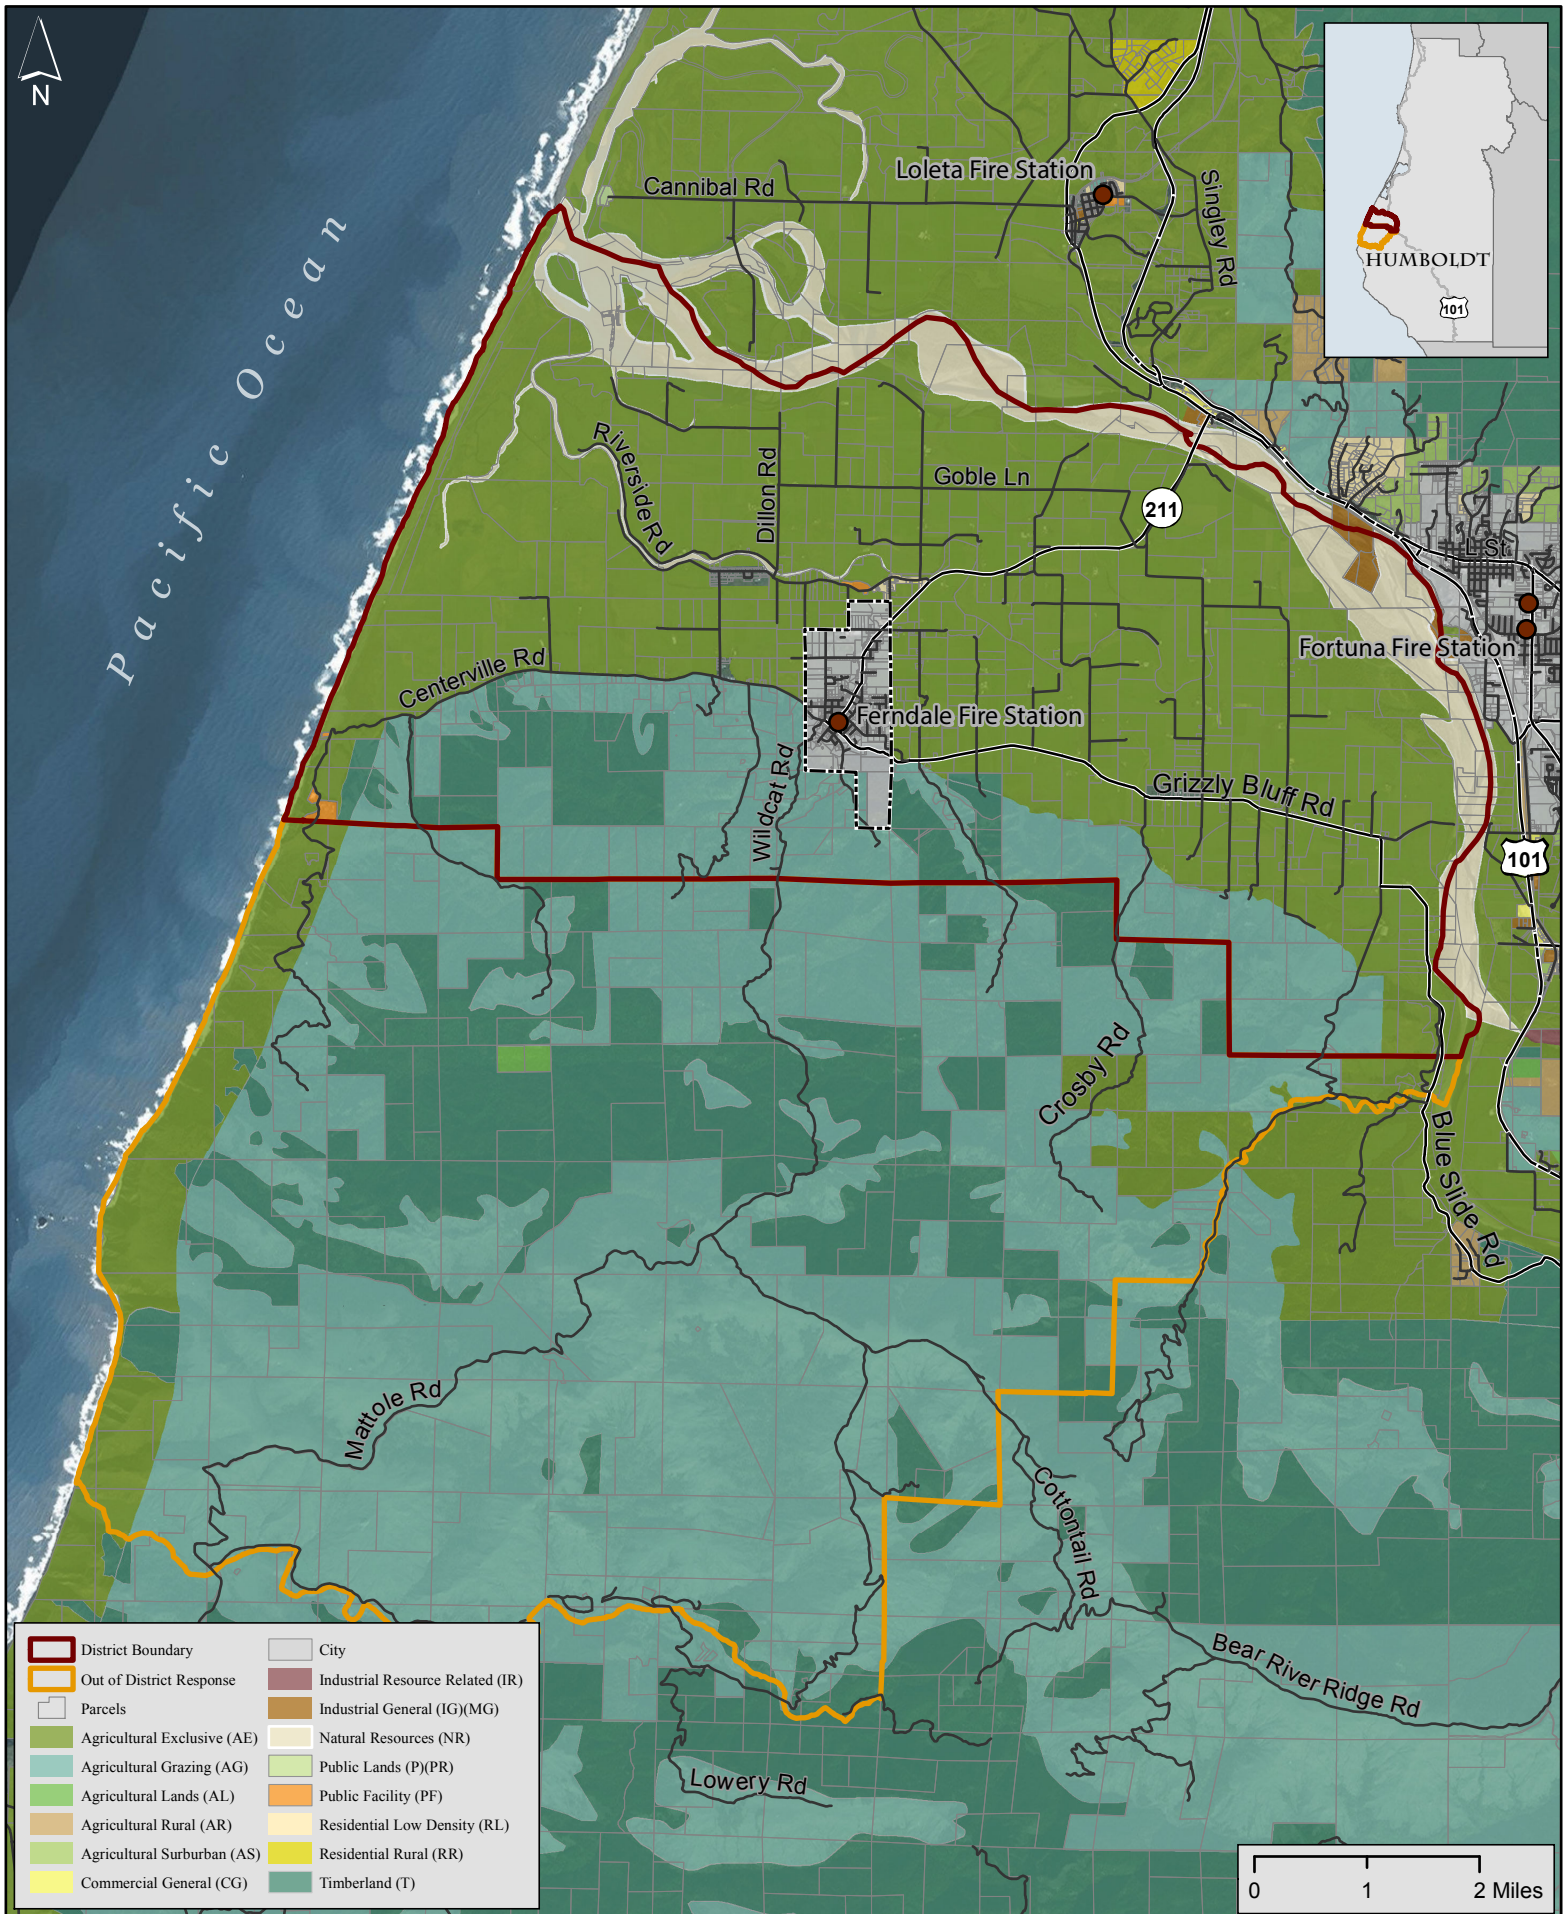 N
Pacific Ocean
Cannibal Rd
Loleta Fire Station
Singley Rd
HUMBOLDT
101
Riverside Rd
Dillon Rd
Goble Ln
211
L St
Fortuna Fire Station
Centerville Rd
Ferndale Fire Station
Wildcat Rd
Grizzly Bluff Rd
101
Crosby Rd
Blue Slide Rd
Mattole Rd
Cottontail Rd
Bear River Ridge Rd
Lowery Rd
District Boundary
Out of District Response
Parcels
Agricultural Exclusive (AE)
Agricultural Grazing (AG)
Agricultural Lands (AL)
Agricultural Rural (AR)
Agricultural Surburban (AS)
Commercial General (CG)
City
Industrial Resource Related (IR)
Industrial General (IG)(MG)
Natural Resources (NR)
Public Lands (P)(PR)
Public Facility (PF)
Residential Low Density (RL)
Residential Rural (RR)
Timberland (T)
0 1 2 Miles